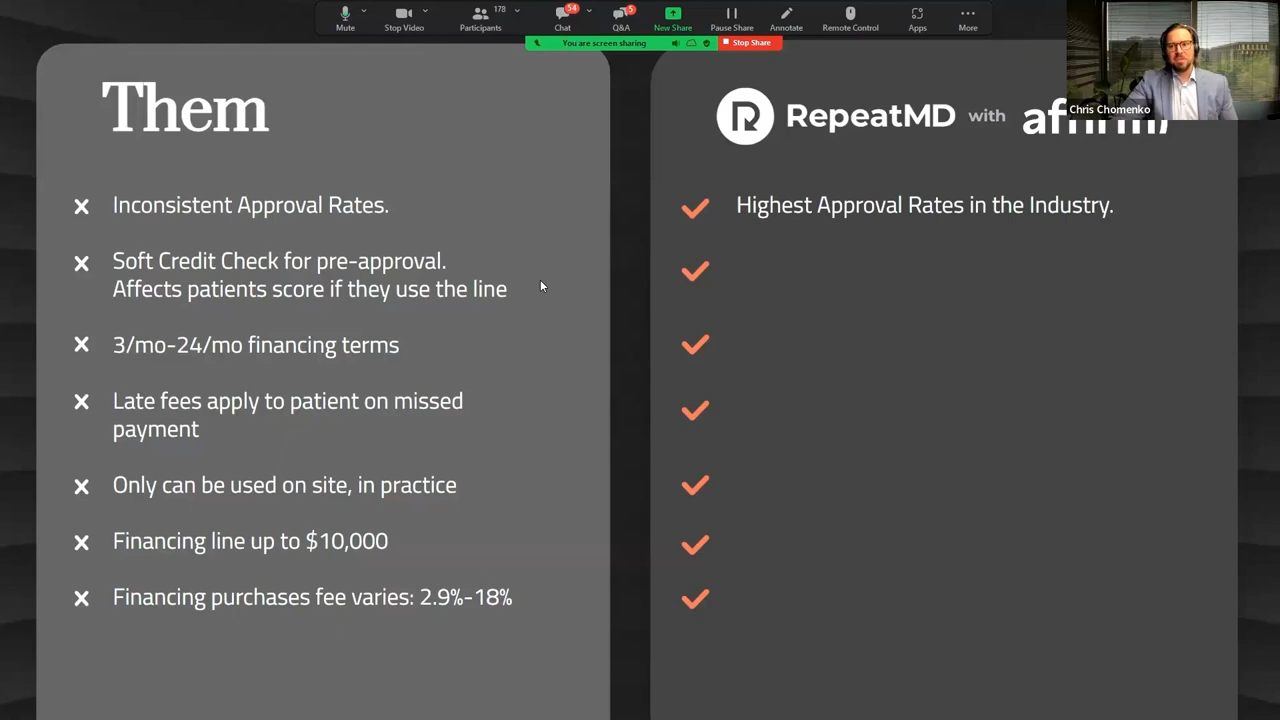 Mute
Stop Video
Participants
178
Chat
54
Q&A
5
New Share
Pause Share
Annotate
Remote Control
Apps
More
You are screen sharing
Stop Share
Chris Chomenko
Them
Inconsistent Approval Rates.
Soft Credit Check for pre-approval.
Affects patients score if they use the line
3/mo-24/mo financing terms
Late fees apply to patient on missed
payment
Only can be used on site, in practice
Financing line up to $10,000
Financing purchases fee varies: 2.9%-18%
RepeatMD with affirm
Highest Approval Rates in the Industry.